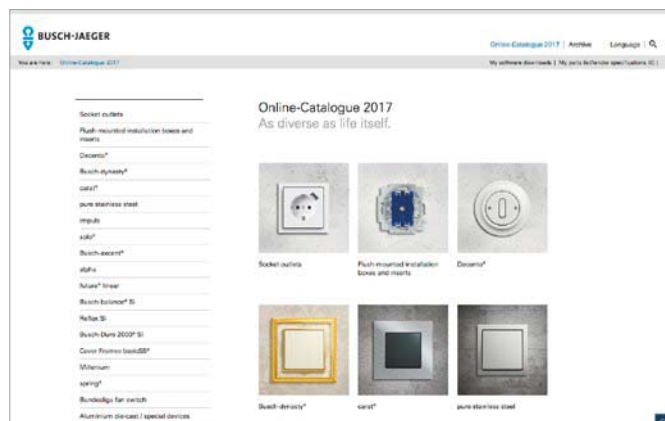 BUSCH-JAEGER
Online-Catalogue 2017 | Archive Language |
You are here: Online-Catalogue 2017
My software downloads | My parts list/tender specifications (0) |
Online-Catalogue 2017
As diverse as life itself.
Socket outlets
Flush-mounted installation boxes and
inserts
Decento®
Busch-dynasty®
carat®
pure stainless steel
impuls
solo®
Busch-axcent®
alpha
future® linear
Busch-balance® SI
Reflex SI
Busch-Duro 2000® SI
Cover Frames basic55®
Millenium
spring®
Bundesliga fan switch
Aluminium die-cast / special devices
Socket outlets
Flush-mounted installation
boxes and inserts
Decento®
Busch-dynasty®
carat®
pure stainless steel